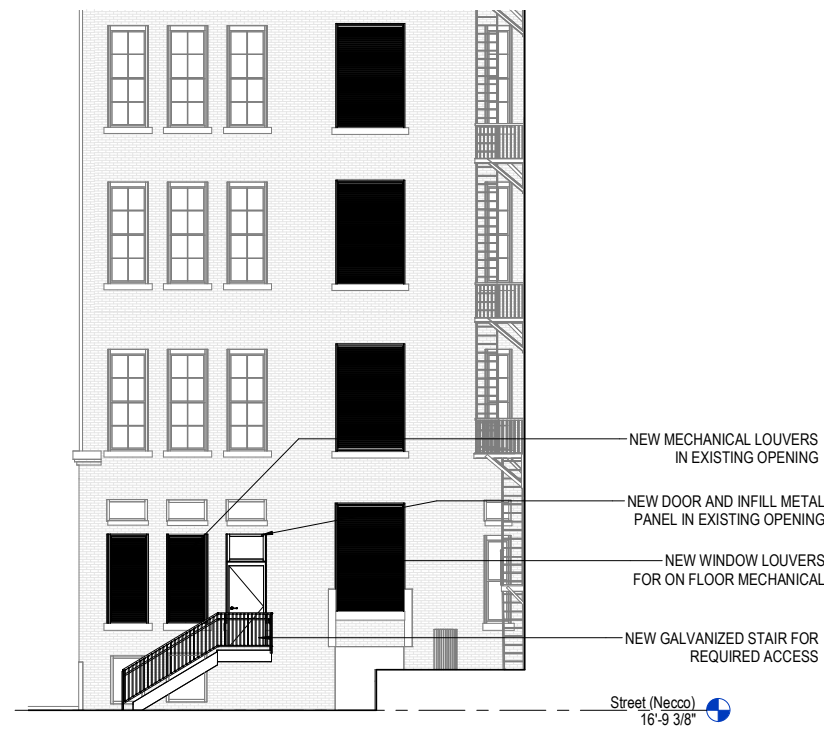 NEW MECHANICAL LOUVERS
IN EXISTING OPENING
NEW DOOR AND INFILL METAL
PANEL IN EXISTING OPENING
NEW WINDOW LOUVERS
FOR ON FLOOR MECHANICAL
NEW GALVANIZED STAIR FOR
REQUIRED ACCESS
Street (Necco)
16'-9 3/8"